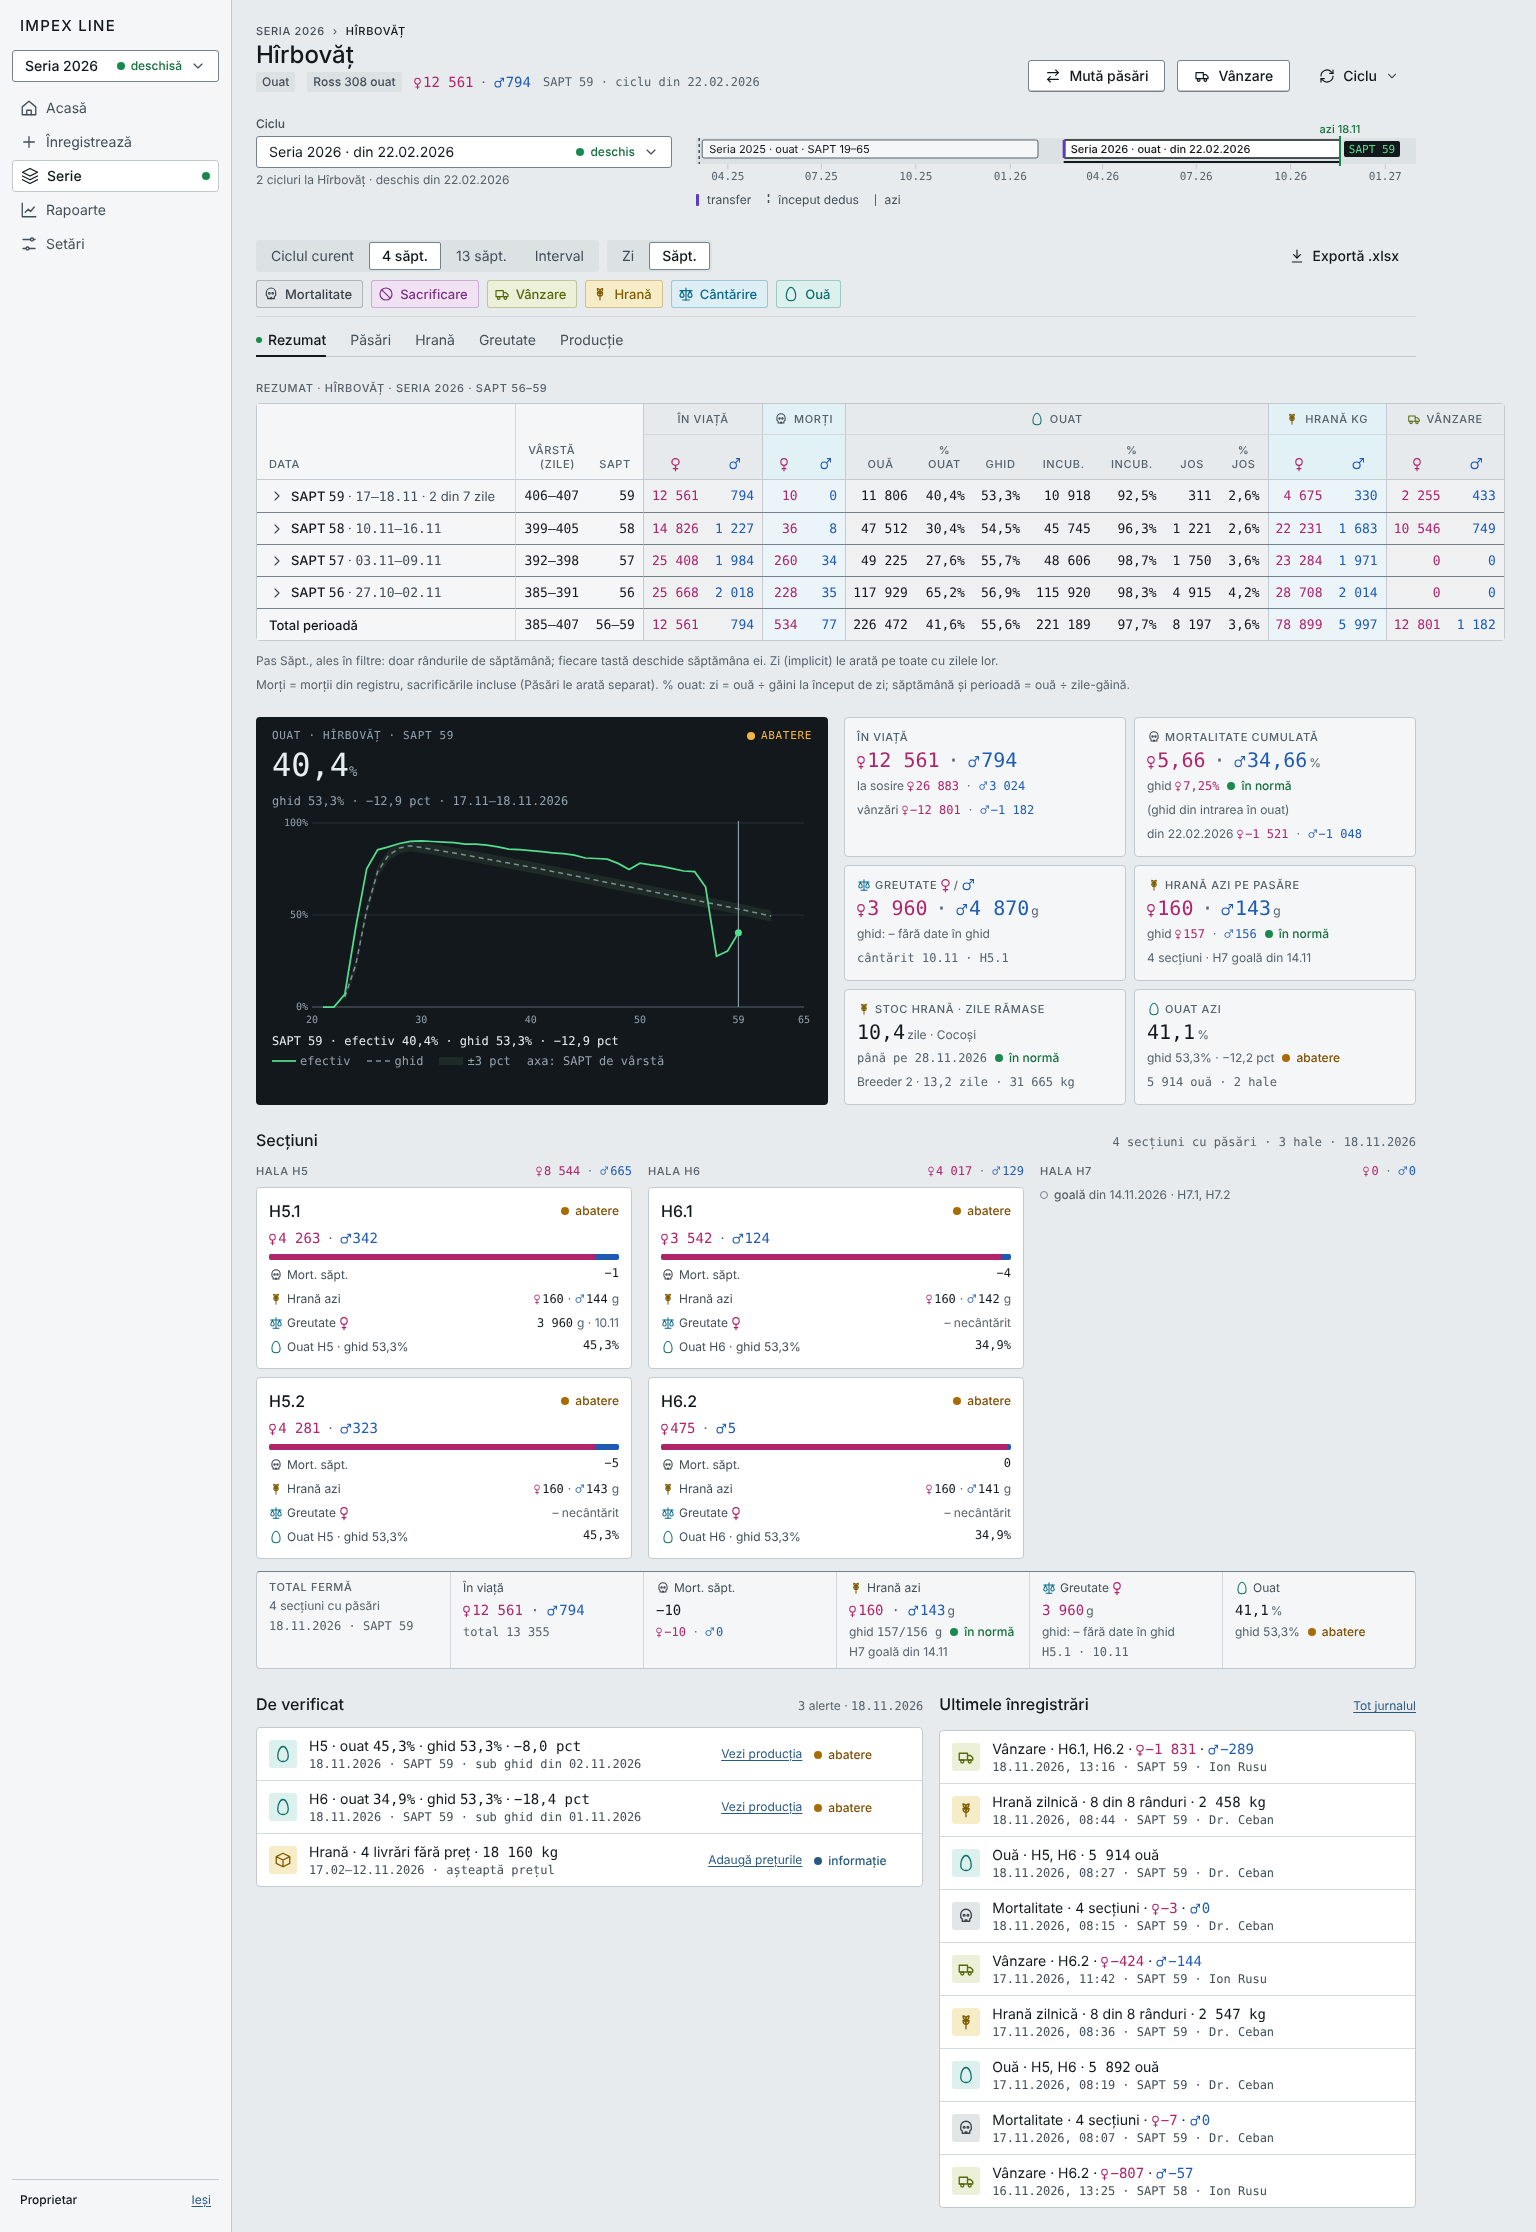 IMPEX LINE
Seria 2026 deschisă
Acasă
Înregistrează
Serie
Rapoarte
Setări
Proprietar Ieși
SERIA 2026 › HÎRBOVĂȚ
Hîrbovăț
Ouat Ross 308 ouat ♀12 561 · ♂794 SAPT 59 · ciclu din 22.02.2026
Mută păsări Vânzare Ciclu
Ciclu
Seria 2026 · din 22.02.2026 deschis
2 cicluri la Hîrbovăț · deschis din 22.02.2026
azi 18.11
Seria 2025 · ouat · SAPT 19–65 Seria 2026 · ouat · din 22.02.2026 SAPT 59
04.25 07.25 10.25 01.26 04.26 07.26 10.26 01.27
transfer început dedus azi
Ciclul curent 4 săpt. 13 săpt. Interval Zi Săpt.
Exportă .xlsx
Mortalitate Sacrificare Vânzare Hrană Cântărire Ouă
Rezumat Păsări Hrană Greutate Producție
REZUMAT · HÎRBOVĂȚ · SERIA 2026 · SAPT 56–59
ÎN VIAȚĂ MORȚI OUAT HRANĂ KG VÂNZARE
DATA VÂRSTĂ (ZILE) SAPT ♀ ♂ ♀ ♂ OUĂ % OUAT GHID INCUB. % INCUB. JOS % JOS ♀ ♂ ♀ ♂
SAPT 59 · 17–18.11 · 2 din 7 zile 406–407 59 12 561 794 10 0 11 806 40,4% 53,3% 10 918 92,5% 311 2,6% 4 675 330 2 255 433
SAPT 58 · 10.11–16.11 399–405 58 14 826 1 227 36 8 47 512 30,4% 54,5% 45 745 96,3% 1 221 2,6% 22 231 1 683 10 546 749
SAPT 57 · 03.11–09.11 392–398 57 25 408 1 984 260 34 49 225 27,6% 55,7% 48 606 98,7% 1 750 3,6% 23 284 1 971 0 0
SAPT 56 · 27.10–02.11 385–391 56 25 668 2 018 228 35 117 929 65,2% 56,9% 115 920 98,3% 4 915 4,2% 28 708 2 014 0 0
Total perioadă 385–407 56–59 12 561 794 534 77 226 472 41,6% 55,6% 221 189 97,7% 8 197 3,6% 78 899 5 997 12 801 1 182
Pas Săpt., ales în filtre: doar rândurile de săptămână; fiecare tastă deschide săptămâna ei. Zi (implicit) le arată pe toate cu zilele lor.
Morți = morții din registru, sacrificările incluse (Păsări le arată separat). % ouat: zi = ouă ÷ găini la început de zi; săptămână și perioadă = ouă ÷ zile-găină.
OUAT · HÎRBOVĂȚ · SAPT 59 ABATERE
40,4%
ghid 53,3% · −12,9 pct · 17.11–18.11.2026
100%
50%
0%
20 30 40 50 59 65
SAPT 59 · efectiv 40,4% · ghid 53,3% · −12,9 pct
efectiv ghid ±3 pct axa: SAPT de vârstă
ÎN VIAȚĂ
♀12 561 · ♂794
la sosire ♀26 883 · ♂3 024
vânzări ♀−12 801 · ♂−1 182
MORTALITATE CUMULATĂ
♀5,66 · ♂34,66%
ghid ♀7,25% în normă
(ghid din intrarea în ouat)
din 22.02.2026 ♀−1 521 · ♂−1 048
GREUTATE ♀ / ♂
♀3 960 · ♂4 870g
ghid: – fără date în ghid
cântărit 10.11 · H5.1
HRANĂ AZI PE PASĂRE
♀160 · ♂143g
ghid ♀157 · ♂156 în normă
4 secțiuni · H7 goală din 14.11
STOC HRANĂ · ZILE RĂMASE
10,4 zile · Cocoși
până pe 28.11.2026 în normă
Breeder 2 · 13,2 zile · 31 665 kg
OUAT AZI
41,1%
ghid 53,3% · −12,2 pct abatere
5 914 ouă · 2 hale
Secțiuni 4 secțiuni cu păsări · 3 hale · 18.11.2026
HALA H5 ♀8 544 · ♂665
H5.1 abatere
♀4 263 · ♂342
Mort. săpt. −1
Hrană azi ♀160 · ♂144 g
Greutate ♀ 3 960 g · 10.11
Ouat H5 · ghid 53,3% 45,3%
H5.2 abatere
♀4 281 · ♂323
Mort. săpt. −5
Hrană azi ♀160 · ♂143 g
Greutate ♀ – necântărit
Ouat H5 · ghid 53,3% 45,3%
HALA H6 ♀4 017 · ♂129
H6.1 abatere
♀3 542 · ♂124
Mort. săpt. −4
Hrană azi ♀160 · ♂142 g
Greutate ♀ – necântărit
Ouat H6 · ghid 53,3% 34,9%
H6.2 abatere
♀475 · ♂5
Mort. săpt. 0
Hrană azi ♀160 · ♂141 g
Greutate ♀ – necântărit
Ouat H6 · ghid 53,3% 34,9%
HALA H7 ♀0 · ♂0
goală din 14.11.2026 · H7.1, H7.2
TOTAL FERMĂ
4 secțiuni cu păsări
18.11.2026 · SAPT 59
În viață
♀12 561 · ♂794
total 13 355
Mort. săpt.
−10
♀−10 · ♂0
Hrană azi
♀160 · ♂143g
ghid 157/156 g în normă
H7 goală din 14.11
Greutate ♀
3 960g
ghid: – fără date în ghid
H5.1 · 10.11
Ouat
41,1%
ghid 53,3% abatere
De verificat 3 alerte · 18.11.2026
H5 · ouat 45,3% · ghid 53,3% · −8,0 pct
18.11.2026 · SAPT 59 · sub ghid din 02.11.2026
Vezi producția abatere
H6 · ouat 34,9% · ghid 53,3% · −18,4 pct
18.11.2026 · SAPT 59 · sub ghid din 01.11.2026
Vezi producția abatere
Hrană · 4 livrări fără preț · 18 160 kg
17.02–12.11.2026 · așteaptă prețul
Adaugă prețurile informație
Ultimele înregistrări Tot jurnalul
Vânzare · H6.1, H6.2 · ♀−1 831 · ♂−289
18.11.2026, 13:16 · SAPT 59 · Ion Rusu
Hrană zilnică · 8 din 8 rânduri · 2 458 kg
18.11.2026, 08:44 · SAPT 59 · Dr. Ceban
Ouă · H5, H6 · 5 914 ouă
18.11.2026, 08:27 · SAPT 59 · Dr. Ceban
Mortalitate · 4 secțiuni · ♀−3 · ♂0
18.11.2026, 08:15 · SAPT 59 · Dr. Ceban
Vânzare · H6.2 · ♀−424 · ♂−144
17.11.2026, 11:42 · SAPT 59 · Ion Rusu
Hrană zilnică · 8 din 8 rânduri · 2 547 kg
17.11.2026, 08:36 · SAPT 59 · Dr. Ceban
Ouă · H5, H6 · 5 892 ouă
17.11.2026, 08:19 · SAPT 59 · Dr. Ceban
Mortalitate · 4 secțiuni · ♀−7 · ♂0
17.11.2026, 08:07 · SAPT 59 · Dr. Ceban
Vânzare · H6.2 · ♀−807 · ♂−57
16.11.2026, 13:25 · SAPT 58 · Ion Rusu